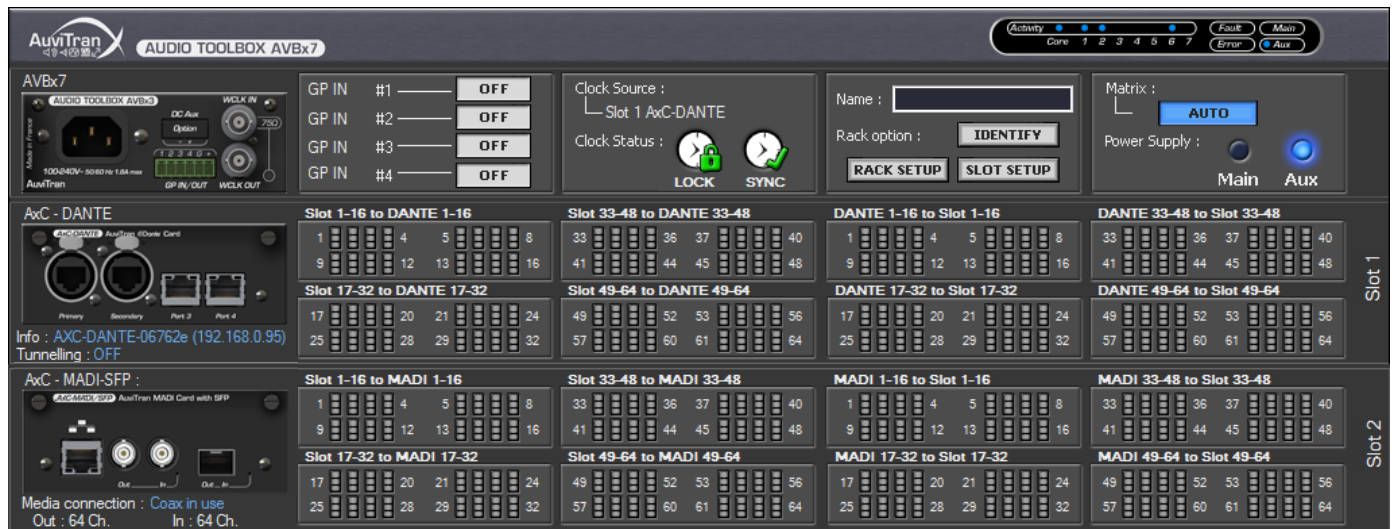 AuviTran
AUDIO TOOLBOX AVBx7
Activity
Core 1 2 3 4 5 6 7
Fault Main
Error Aux
AVBx7
AUDIO TOOLBOX AVBx3
WCLK IN
DC Aux
Option
75Ω
Made in France
1 2 3 4 G +
100-240V~ 50/60 Hz 1.8A max
AuviTran
GP IN/OUT
WCLK OUT
GP IN #1 OFF
GP IN #2 OFF
GP IN #3 OFF
GP IN #4 OFF
Clock Source :
Slot 1 AxC-DANTE
Clock Status :
LOCK SYNC
Name :
Rack option : IDENTIFY
RACK SETUP SLOT SETUP
Matrix :
AUTO
Power Supply :
Main Aux
AxC - DANTE
AxC-DANTE AuviTran 4Dante Card
Primary Secondary Port 3 Port 4
Info : AXC-DANTE-06762e (192.168.0.95)
Tunnelling : OFF
Slot 1-16 to DANTE 1-16
1 4 5 8
9 12 13 16
Slot 17-32 to DANTE 17-32
17 20 21 24
25 28 29 32
Slot 33-48 to DANTE 33-48
33 36 37 40
41 44 45 48
Slot 49-64 to DANTE 49-64
49 52 53 56
57 60 61 64
DANTE 1-16 to Slot 1-16
1 4 5 8
9 12 13 16
DANTE 17-32 to Slot 17-32
17 20 21 24
25 28 29 32
DANTE 33-48 to Slot 33-48
33 36 37 40
41 44 45 48
DANTE 49-64 to Slot 49-64
49 52 53 56
57 60 61 64
Slot 1
AxC - MADI-SFP :
AxC-MADI/SFP AuviTran MADI Card with SFP
Out In Out In
Media connection : Coax in use
Out : 64 Ch. In : 64 Ch.
Slot 1-16 to MADI 1-16
1 4 5 8
9 12 13 16
Slot 17-32 to MADI 17-32
17 20 21 24
25 28 29 32
Slot 33-48 to MADI 33-48
33 36 37 40
41 44 45 48
Slot 49-64 to MADI 49-64
49 52 53 56
57 60 61 64
MADI 1-16 to Slot 1-16
1 4 5 8
9 12 13 16
MADI 17-32 to Slot 17-32
17 20 21 24
25 28 29 32
MADI 33-48 to Slot 33-48
33 36 37 40
41 44 45 48
MADI 49-64 to Slot 49-64
49 52 53 56
57 60 61 64
Slot 2